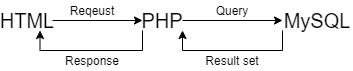 Reqeust Query
HTML PHP MySQL
Response Result set